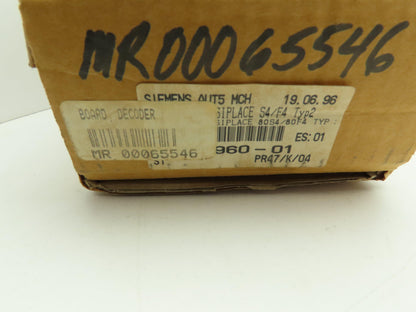 MR00065546
SIEMENS AUT5 MCH 19.06.96
BOARD DECODER
SIPLACE S4/F4 Typ2
SIPLACE 80S4/80F4 TYP
ES: 01
MR 00065546
960-01
PR47/K/04